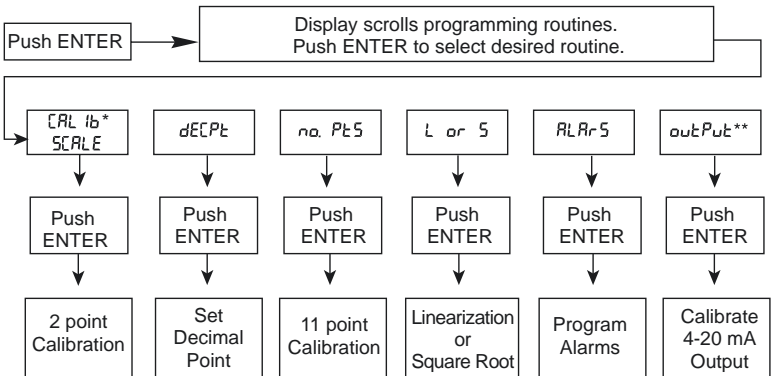 Push ENTER
Display scrolls programming routines.
Push ENTER to select desired routine.
CAL ib*
SCALE
dECPt
no. PtS
L or S
ALArS
outPut**
Push
ENTER
Push
ENTER
Push
ENTER
Push
ENTER
Push
ENTER
Push
ENTER
2 point
Calibration
Set
Decimal
Point
11 point
Calibration
Linearization
or
Square Root
Program
Alarms
Calibrate
4-20 mA
Output